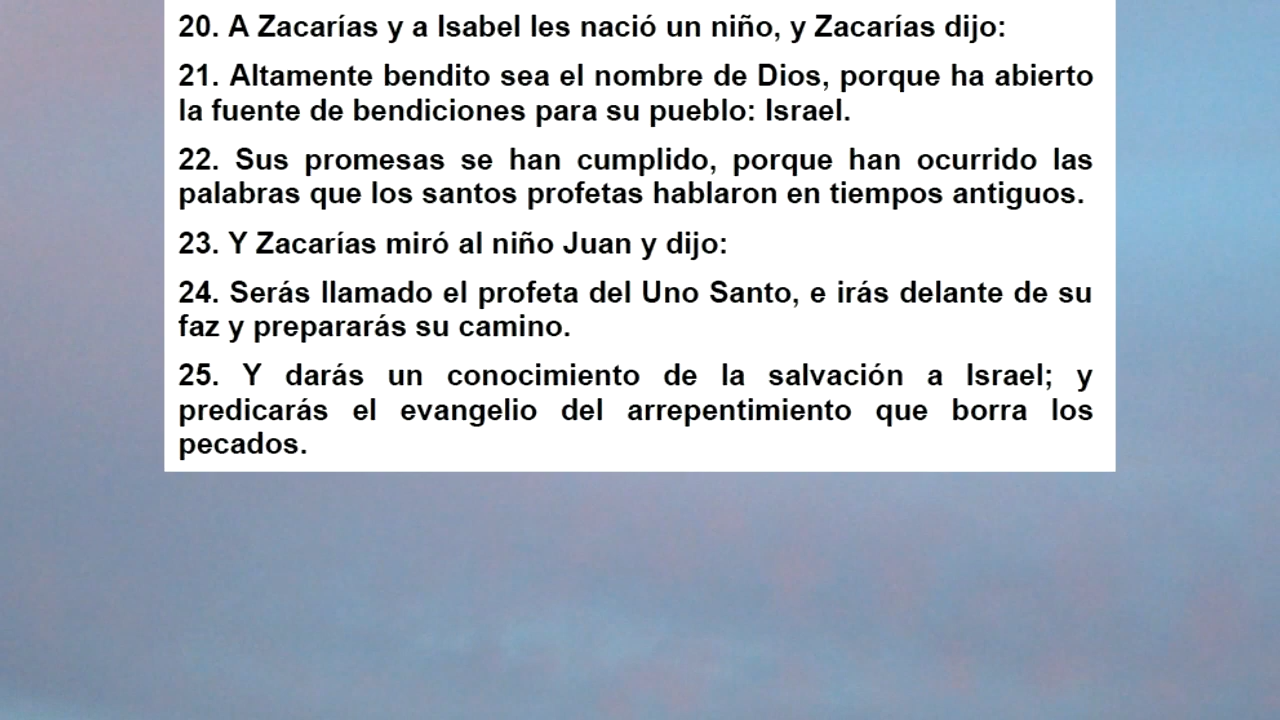 20. A Zacarías y a Isabel les nació un niño, y Zacarías dijo:
21. Altamente bendito sea el nombre de Dios, porque ha abierto
la fuente de bendiciones para su pueblo: Israel.
22. Sus promesas se han cumplido, porque han ocurrido las
palabras que los santos profetas hablaron en tiempos antiguos.
23. Y Zacarías miró al niño Juan y dijo:
24. Serás llamado el profeta del Uno Santo, e irás delante de su
faz y prepararás su camino.
25. Y darás un conocimiento de la salvación a Israel; y
predicarás el evangelio del arrepentimiento que borra los
pecados.